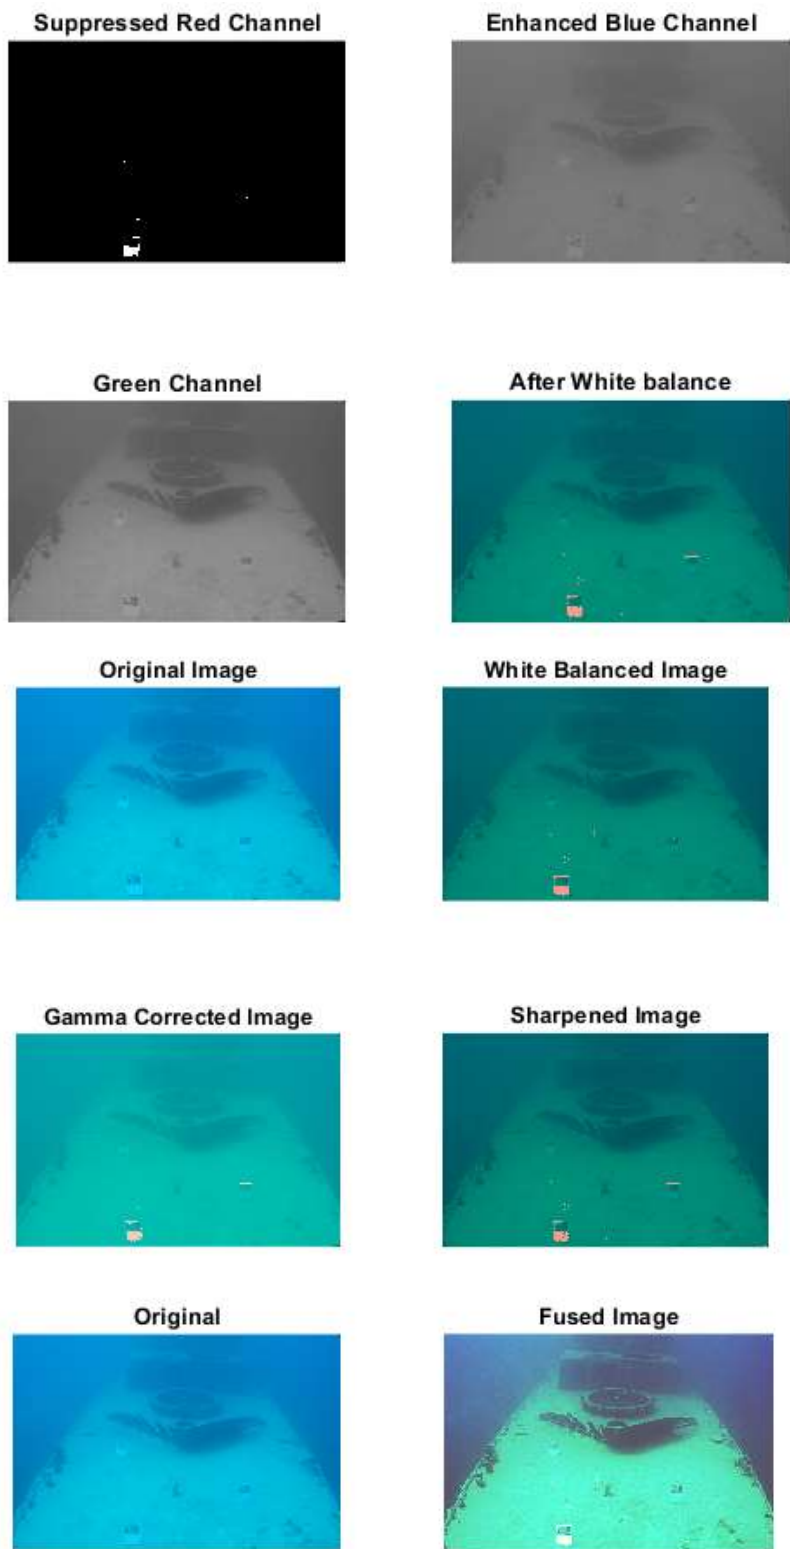 Suppressed Red Channel
Enhanced Blue Channel
Green Channel
After White balance
Original Image
White Balanced Image
Gamma Corrected Image
Sharpened Image
Original
Fused Image